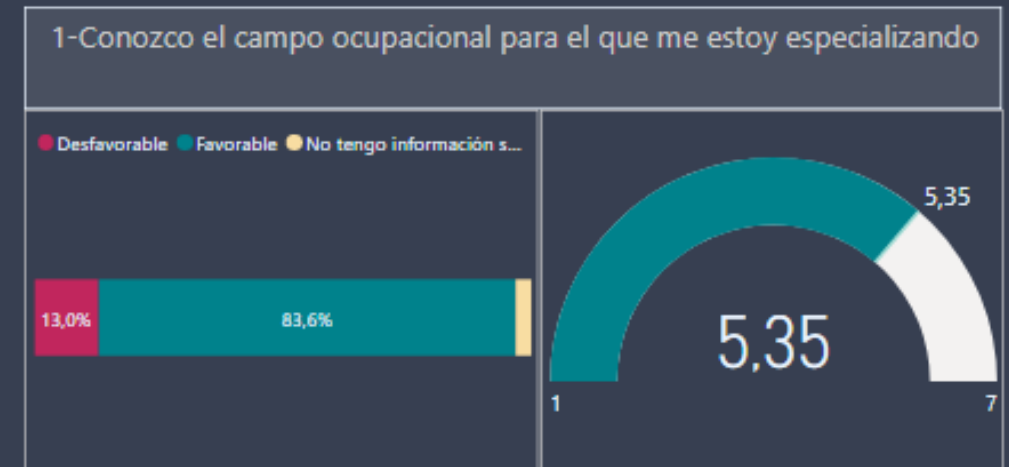 1-Conozco el campo ocupacional para el que me estoy especializando
Desfavorable Favorable No tengo información s...
13,0% 83,6%
5,35
5,35
1 7